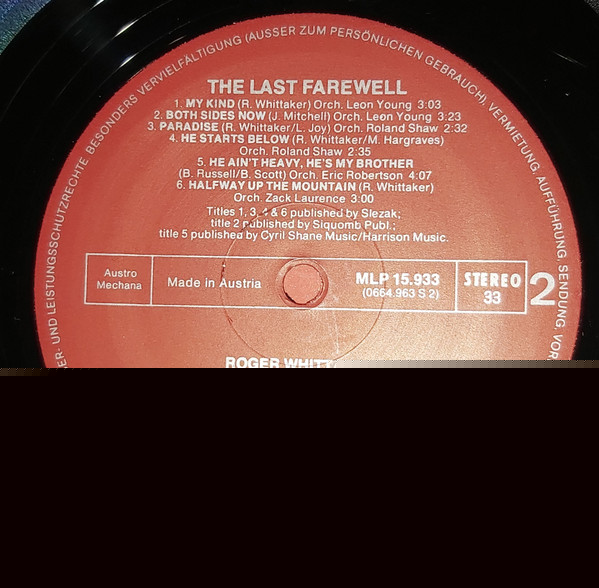 DER- UND LEISTUNGSSCHUTZRECHTE, BESONDERS VERVIELFÄLTIGUNG (AUSSER ZUM PERSÖNLICHEN GEBRAUCH), VERMIETUNG, AUFFÜHRUNG, SENDUNG, VOR
THE LAST FAREWELL
1. MY KIND (R. Whittaker) Orch. Leon Young 3:03
2. BOTH SIDES NOW (J. Mitchell) Orch. Leon Young 3:23
3. PARADISE (R. Whittaker/L. Joy) Orch. Roland Shaw 2:32
4. HE STARTS BELOW (R. Whittaker/M. Hargraves)
Orch. Roland Shaw 2:35
5. HE AIN'T HEAVY, HE'S MY BROTHER
(B. Russell/B. Scott) Orch. Eric Robertson 4:07
6. HALFWAY UP THE MOUNTAIN (R. Whittaker)
Orch. Zack Laurence 3:00
Titles 1, 3, 4 & 6 published by Slezak;
title 2 published by Siquomb Publ.;
title 5 published by Cyril Shane Music/Harrison Music.
Austro
Mechana
Made in Austria
MLP 15.933
(0664.963 S 2)
STEREO
33
2
ROGER WHITT